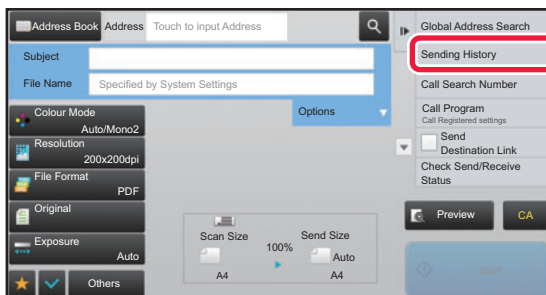 Address Book
Address
Touch to input Address
Subject
File Name
Specified by System Settings
Options
Colour Mode
Auto/Mono2
Resolution
200x200dpi
File Format
PDF
Original
Exposure
Auto
Others
Scan Size
A4
100%
Send Size
Auto
A4
Global Address Search
Sending History
Call Search Number
Call Program
Call Registered settings
Send
Destination Link
Check Send/Receive
Status
Preview
CA
Start